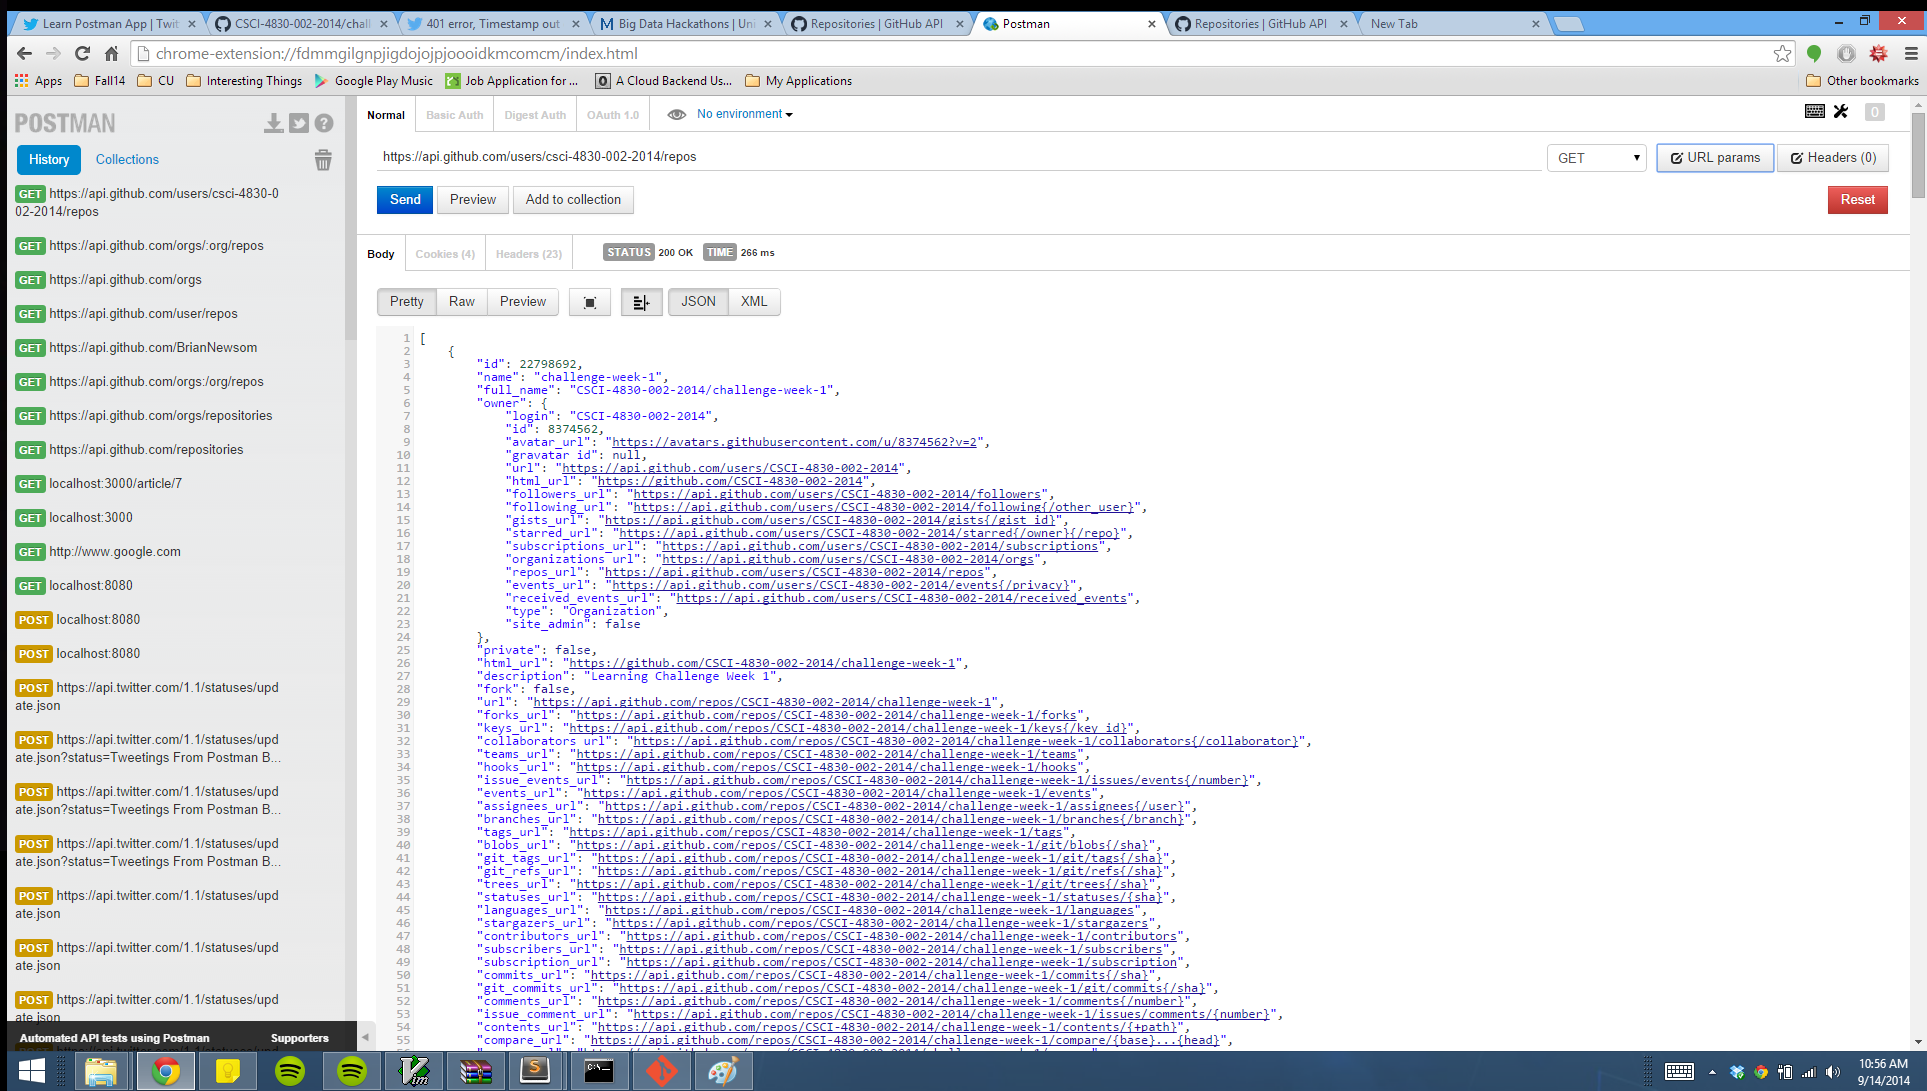 Learn Postman App | Twit
CSCI-4830-002-2014/chall
401 error, Timestamp out
Big Data Hackathons | Uni
Repositories | GitHub API
Postman
Repositories | GitHub API
New Tab
chrome-extension://fdmmgilgnpjigdojojpjoooidkmcomcm/index.html
Apps
Fall14
CU
Interesting Things
Google Play Music
Job Application for ...
A Cloud Backend Us...
My Applications
Other bookmarks
POSTMAN
History
Collections
GET https://api.github.com/users/csci-4830-0
02-2014/repos
GET https://api.github.com/orgs/:org/repos
GET https://api.github.com/orgs
GET https://api.github.com/user/repos
GET https://api.github.com/BrianNewsom
GET https://api.github.com/orgs:/org/repos
GET https://api.github.com/orgs/repositories
GET https://api.github.com/repositories
GET localhost:3000/article/7
GET localhost:3000
GET http://www.google.com
GET localhost:8080
POST localhost:8080
POST localhost:8080
POST https://api.twitter.com/1.1/statuses/upd
ate.json
POST https://api.twitter.com/1.1/statuses/upd
ate.json?status=Tweetings From Postman B...
POST https://api.twitter.com/1.1/statuses/upd
ate.json?status=Tweetings From Postman B...
POST https://api.twitter.com/1.1/statuses/upd
ate.json?status=Tweetings From Postman B...
POST https://api.twitter.com/1.1/statuses/upd
ate.json
POST https://api.twitter.com/1.1/statuses/upd
ate.json
POST https://api.twitter.com/1.1/statuses/upd
ate.json
Automated API tests using Postman
Supporters
Normal
Basic Auth
Digest Auth
OAuth 1.0
No environment
0
https://api.github.com/users/csci-4830-002-2014/repos
GET
URL params
Headers (0)
Send
Preview
Add to collection
Reset
Body
Cookies (4)
Headers (23)
STATUS 200 OK
TIME 266 ms
Pretty
Raw
Preview
JSON
XML
1 [
2 {
3 "id": 22798692,
4 "name": "challenge-week-1",
5 "full_name": "CSCI-4830-002-2014/challenge-week-1",
6 "owner": {
7 "login": "CSCI-4830-002-2014",
8 "id": 8374562,
9 "avatar_url": "https://avatars.githubusercontent.com/u/8374562?v=2",
10 "gravatar_id": null,
11 "url": "https://api.github.com/users/CSCI-4830-002-2014",
12 "html_url": "https://github.com/CSCI-4830-002-2014",
13 "followers_url": "https://api.github.com/users/CSCI-4830-002-2014/followers",
14 "following_url": "https://api.github.com/users/CSCI-4830-002-2014/following{/other_user}",
15 "gists_url": "https://api.github.com/users/CSCI-4830-002-2014/gists{/gist_id}",
16 "starred_url": "https://api.github.com/users/CSCI-4830-002-2014/starred{/owner}{/repo}",
17 "subscriptions_url": "https://api.github.com/users/CSCI-4830-002-2014/subscriptions",
18 "organizations_url": "https://api.github.com/users/CSCI-4830-002-2014/orgs",
19 "repos_url": "https://api.github.com/users/CSCI-4830-002-2014/repos",
20 "events_url": "https://api.github.com/users/CSCI-4830-002-2014/events{/privacy}",
21 "received_events_url": "https://api.github.com/users/CSCI-4830-002-2014/received_events",
22 "type": "Organization",
23 "site_admin": false
24 },
25 "private": false,
26 "html_url": "https://github.com/CSCI-4830-002-2014/challenge-week-1",
27 "description": "Learning Challenge Week 1",
28 "fork": false,
29 "url": "https://api.github.com/repos/CSCI-4830-002-2014/challenge-week-1",
30 "forks_url": "https://api.github.com/repos/CSCI-4830-002-2014/challenge-week-1/forks",
31 "keys_url": "https://api.github.com/repos/CSCI-4830-002-2014/challenge-week-1/keys{/key_id}",
32 "collaborators_url": "https://api.github.com/repos/CSCI-4830-002-2014/challenge-week-1/collaborators{/collaborator}",
33 "teams_url": "https://api.github.com/repos/CSCI-4830-002-2014/challenge-week-1/teams",
34 "hooks_url": "https://api.github.com/repos/CSCI-4830-002-2014/challenge-week-1/hooks",
35 "issue_events_url": "https://api.github.com/repos/CSCI-4830-002-2014/challenge-week-1/issues/events{/number}",
36 "events_url": "https://api.github.com/repos/CSCI-4830-002-2014/challenge-week-1/events",
37 "assignees_url": "https://api.github.com/repos/CSCI-4830-002-2014/challenge-week-1/assignees{/user}",
38 "branches_url": "https://api.github.com/repos/CSCI-4830-002-2014/challenge-week-1/branches{/branch}",
39 "tags_url": "https://api.github.com/repos/CSCI-4830-002-2014/challenge-week-1/tags",
40 "blobs_url": "https://api.github.com/repos/CSCI-4830-002-2014/challenge-week-1/git/blobs{/sha}",
41 "git_tags_url": "https://api.github.com/repos/CSCI-4830-002-2014/challenge-week-1/git/tags{/sha}",
42 "git_refs_url": "https://api.github.com/repos/CSCI-4830-002-2014/challenge-week-1/git/refs{/sha}",
43 "trees_url": "https://api.github.com/repos/CSCI-4830-002-2014/challenge-week-1/git/trees{/sha}",
44 "statuses_url": "https://api.github.com/repos/CSCI-4830-002-2014/challenge-week-1/statuses/{sha}",
45 "languages_url": "https://api.github.com/repos/CSCI-4830-002-2014/challenge-week-1/languages",
46 "stargazers_url": "https://api.github.com/repos/CSCI-4830-002-2014/challenge-week-1/stargazers",
47 "contributors_url": "https://api.github.com/repos/CSCI-4830-002-2014/challenge-week-1/contributors",
48 "subscribers_url": "https://api.github.com/repos/CSCI-4830-002-2014/challenge-week-1/subscribers",
49 "subscription_url": "https://api.github.com/repos/CSCI-4830-002-2014/challenge-week-1/subscription",
50 "commits_url": "https://api.github.com/repos/CSCI-4830-002-2014/challenge-week-1/commits{/sha}",
51 "git_commits_url": "https://api.github.com/repos/CSCI-4830-002-2014/challenge-week-1/git/commits{/sha}",
52 "comments_url": "https://api.github.com/repos/CSCI-4830-002-2014/challenge-week-1/comments{/number}",
53 "issue_comment_url": "https://api.github.com/repos/CSCI-4830-002-2014/challenge-week-1/issues/comments/{number}",
54 "contents_url": "https://api.github.com/repos/CSCI-4830-002-2014/challenge-week-1/contents/{+path}",
55 "compare_url": "https://api.github.com/repos/CSCI-4830-002-2014/challenge-week-1/compare/{base}...{head}",
10:56 AM
9/14/2014